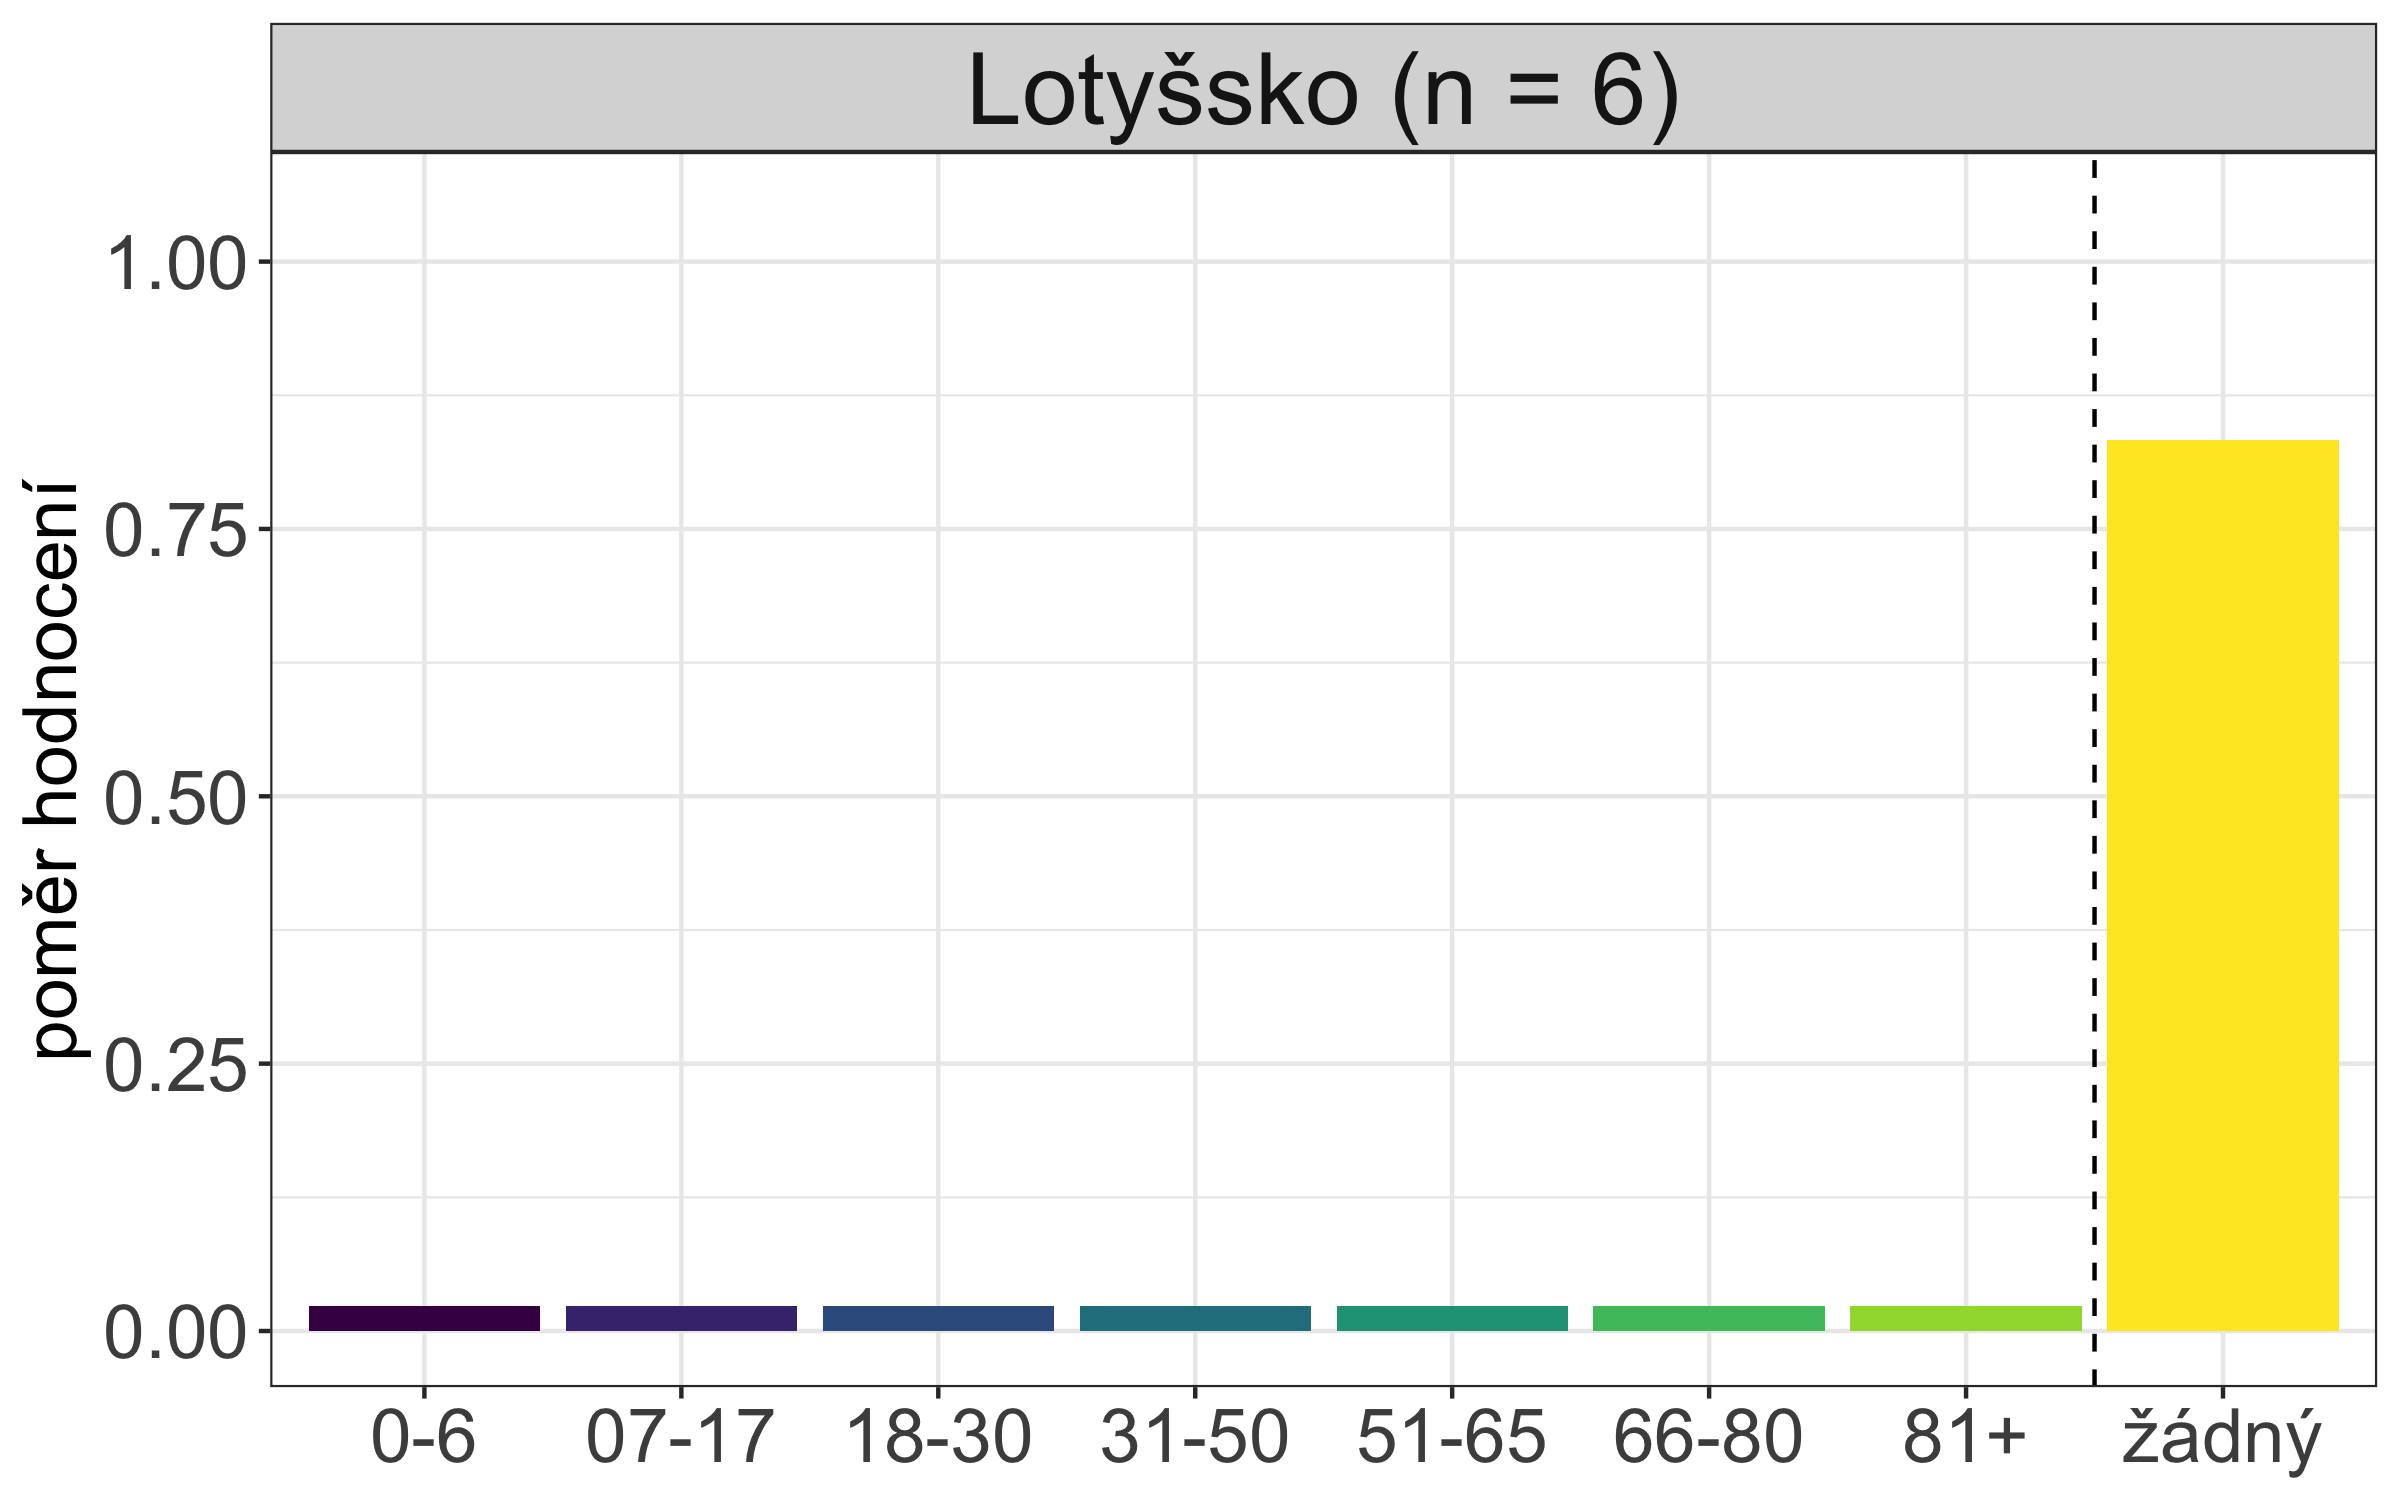 Lotyšsko (n = 6)
poměr hodnocení
1.00
0.75
0.50
0.25
0.00
0-6 07-17 18-30 31-50 51-65 66-80 81+ žádný